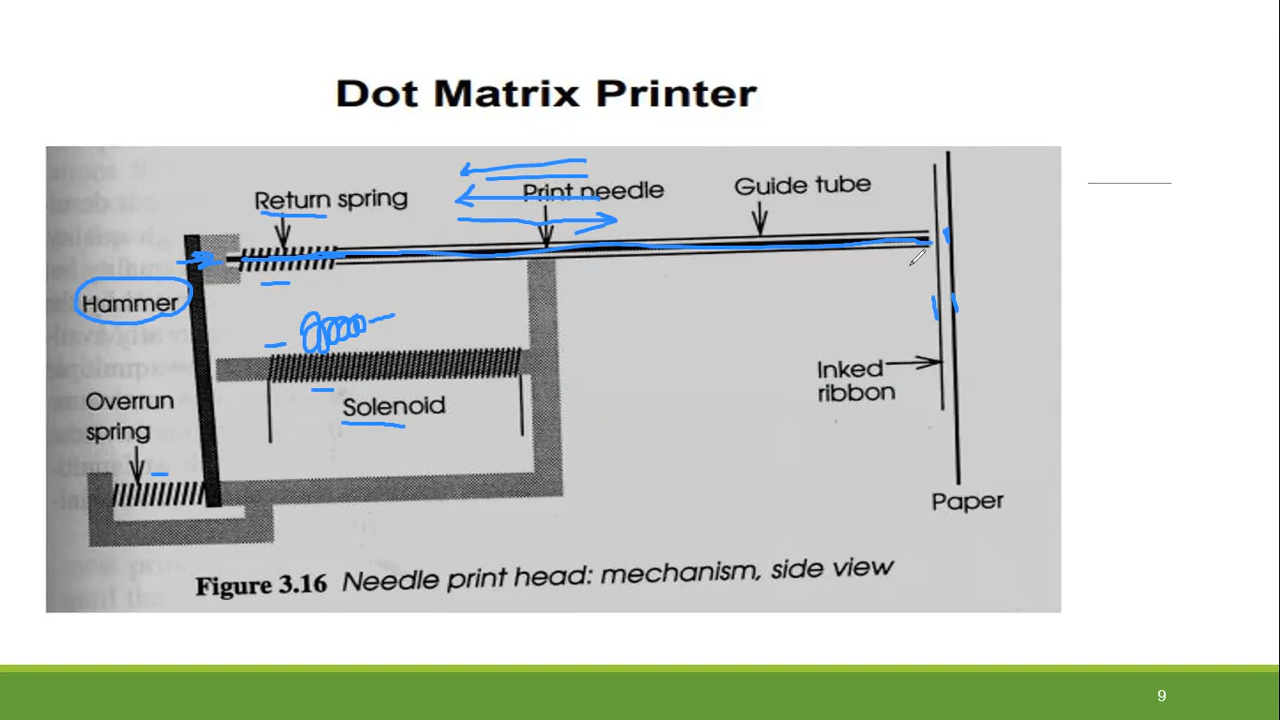 Dot Matrix Printer
Return spring
Print needle
Guide tube
Hammer
Overrun
spring
Solenoid
Inked
ribbon
Paper
Figure 3.16 Needle print head: mechanism, side view
9